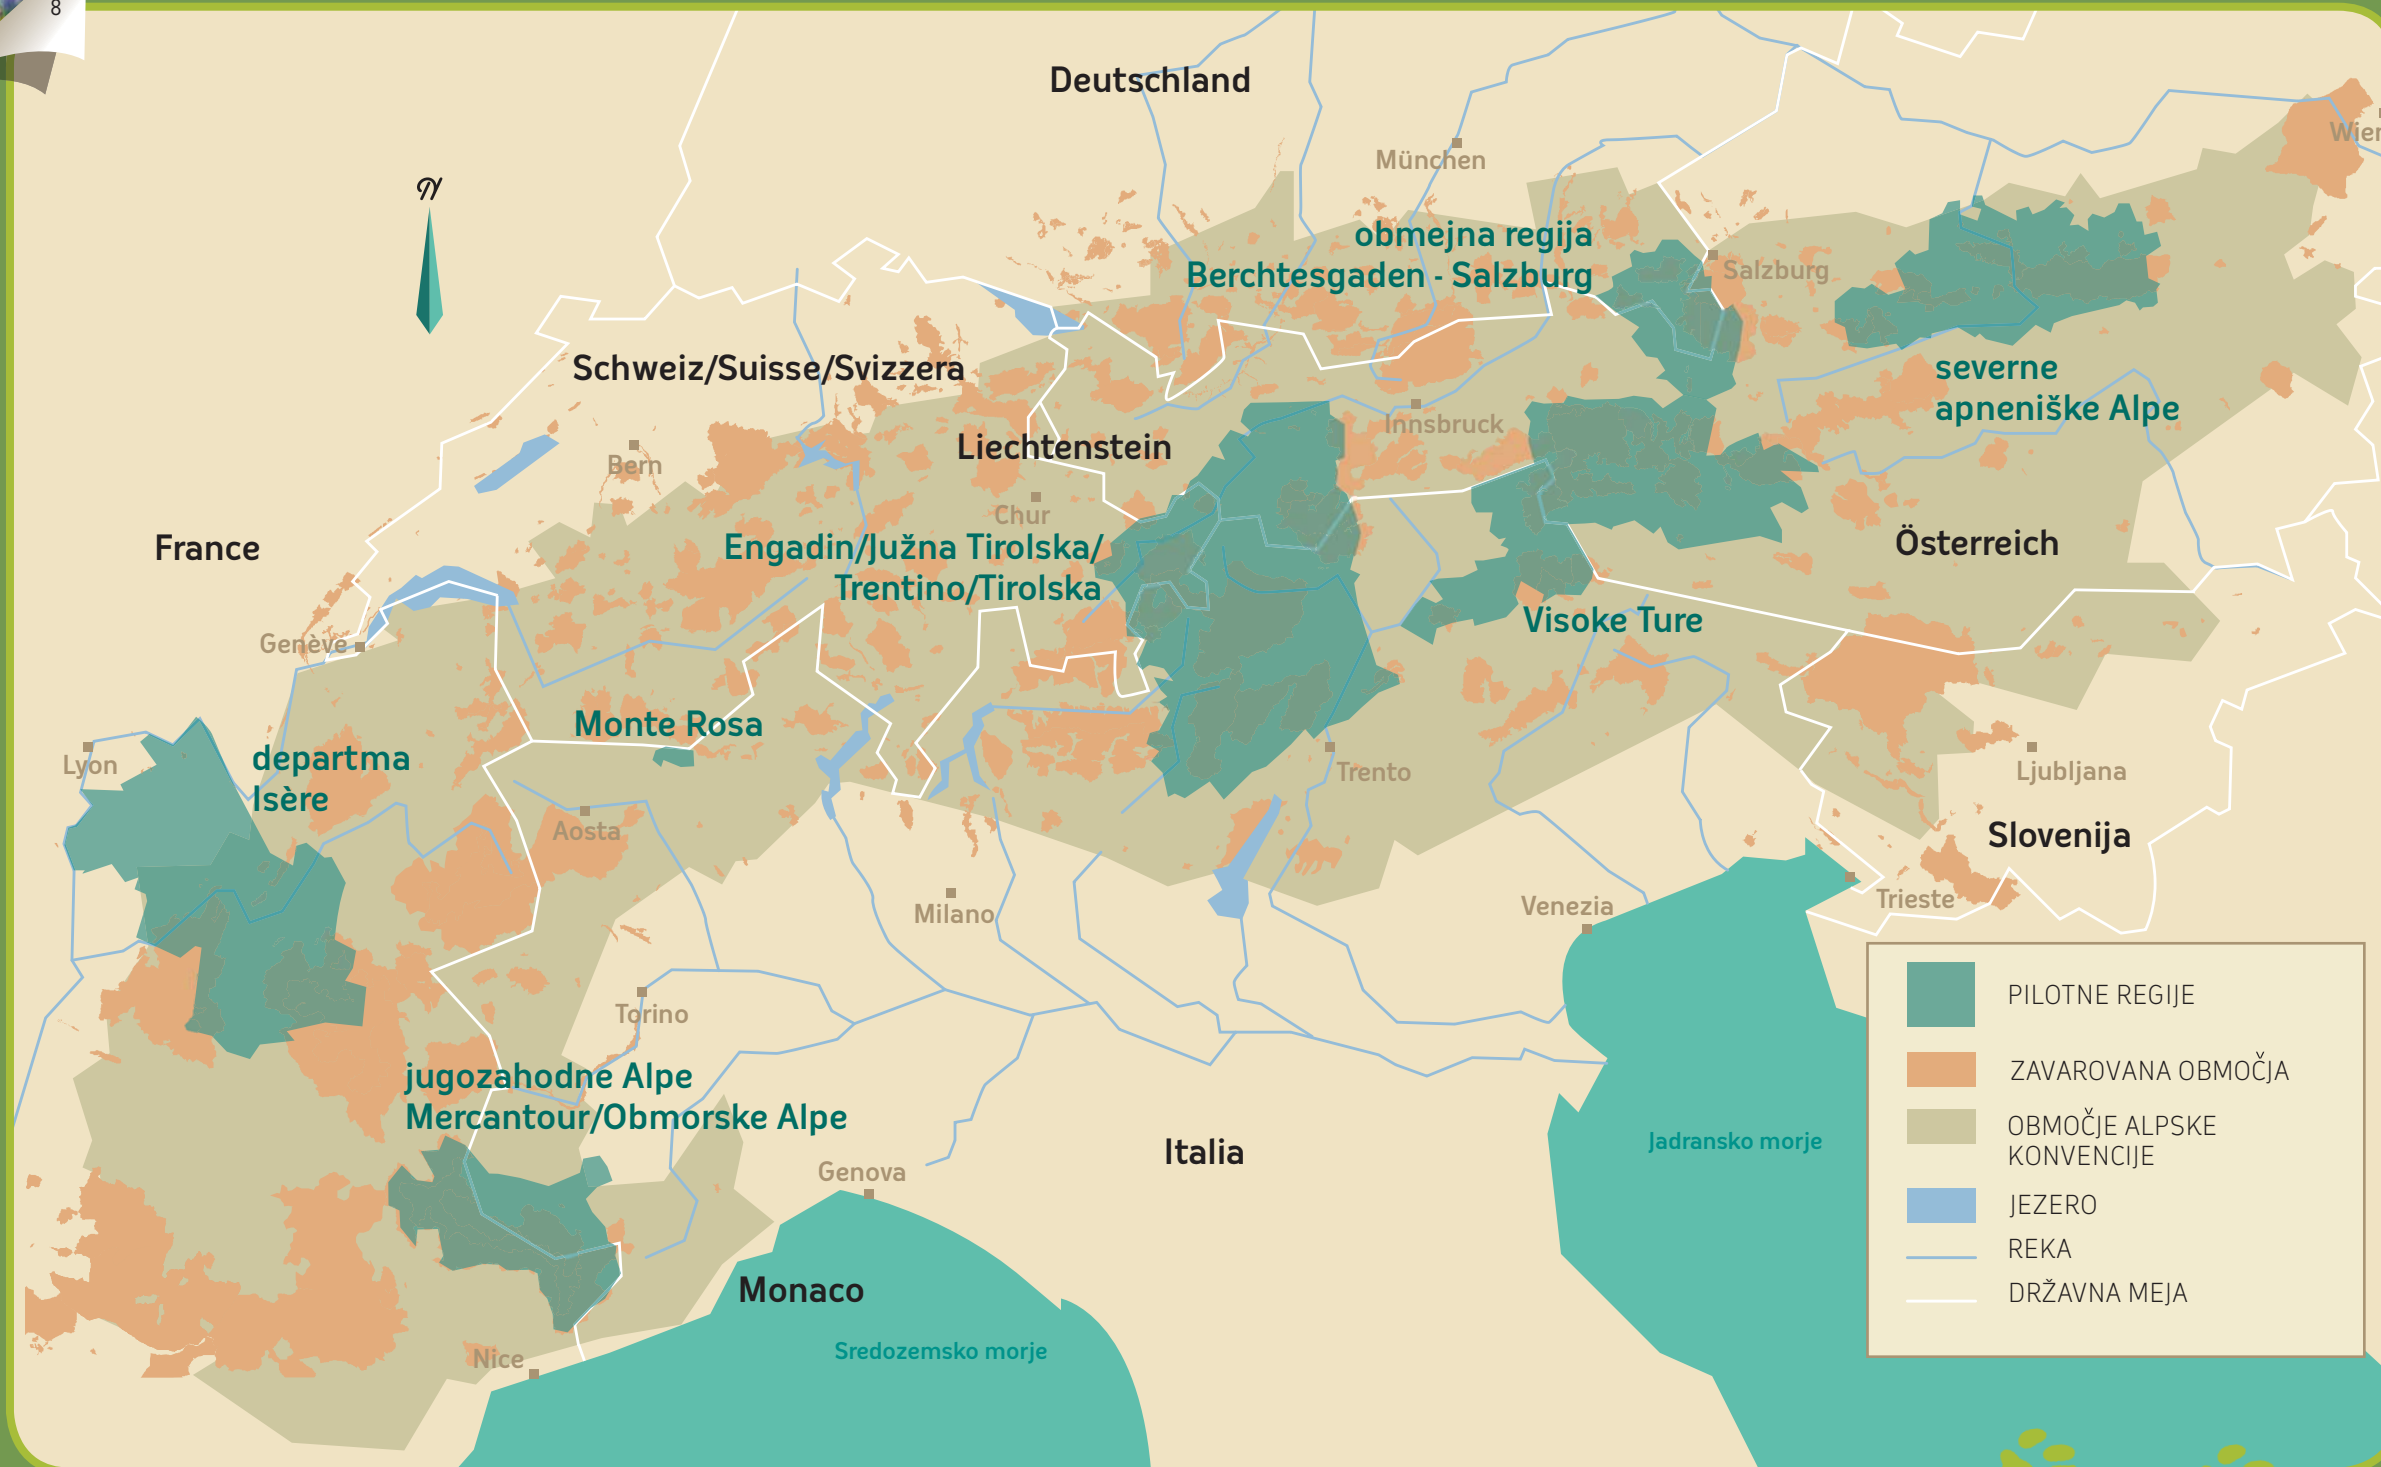 8
Deutschland
München
obmejna regija
Berchtesgaden - Salzburg
Salzburg
Schweiz/Suisse/Svizzera
severne
apneniške Alpe
Liechtenstein
Innsbruck
Bern
Chur
France
Engadin/Južna Tirolska/
Trentino/Tirolska
Österreich
Visoke Ture
Genève
Monte Rosa
Lyon
departma
Isère
Trento
Ljubljana
Aosta
Slovenija
Milano
Venezia
Trieste
Torino
jugozahodne Alpe
Mercantour/Obmorske Alpe
Italia
Jadransko morje
Genova
Monaco
Sredozemsko morje
Nice
N
PILOTNE REGIJE
ZAVAROVANA OBMOČJA
OBMOČJE ALPSKE
KONVENCIJE
JEZERO
REKA
DRŽAVNA MEJA